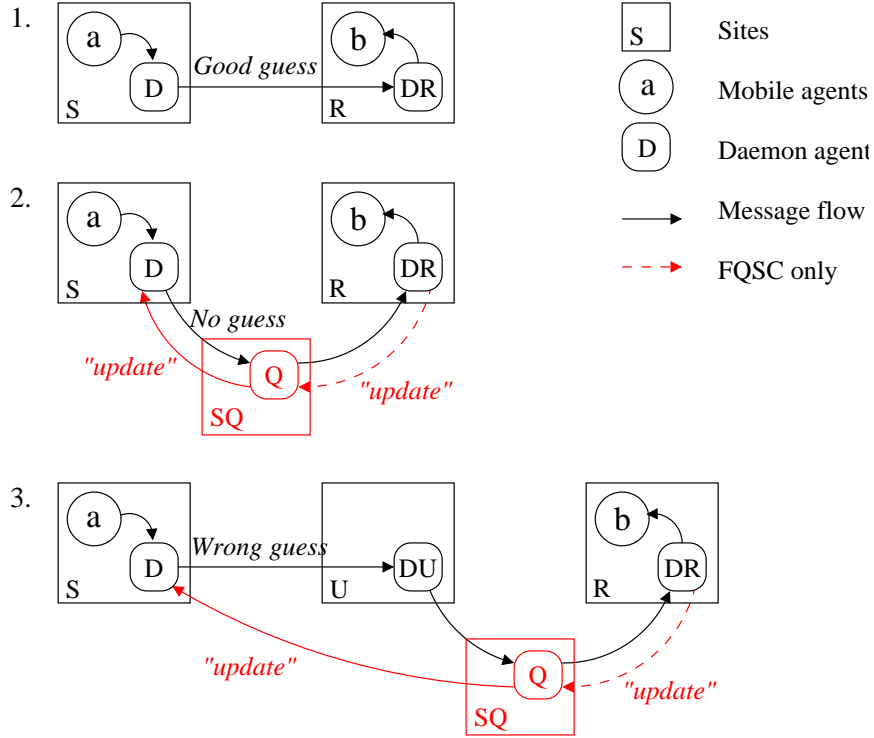 1.
a
D
S
Good guess
b
DR
R
S Sites
a Mobile agents
D Daemon agent
Message flow
FQSC only
2.
a
D
S
b
DR
R
No guess
"update"
Q
SQ
"update"
3.
a
D
S
Wrong guess
DU
U
b
DR
R
"update"
Q
SQ
"update"